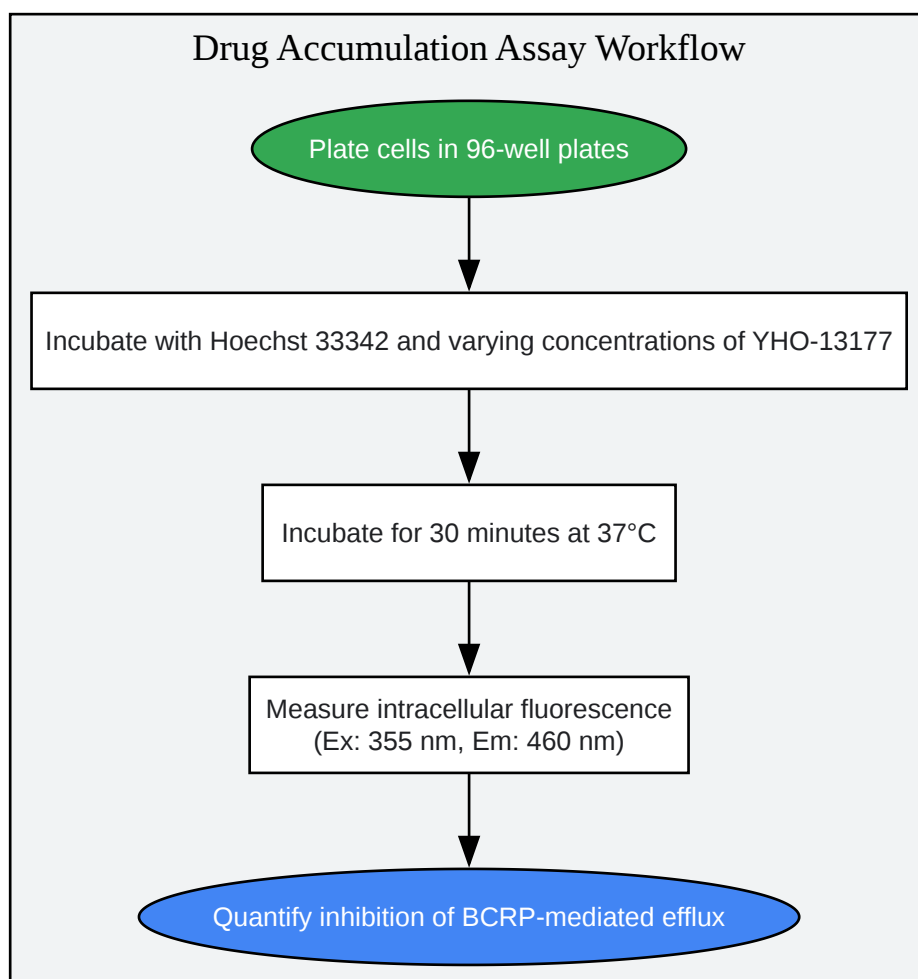 Drug Accumulation Assay Workflow
Plate cells in 96-well plates
Incubate with Hoechst 33342 and varying concentrations of YHO-13177
Incubate for 30 minutes at 37°C
Measure intracellular fluorescence
(Ex: 355 nm, Em: 460 nm)
Quantify inhibition of BCRP-mediated efflux